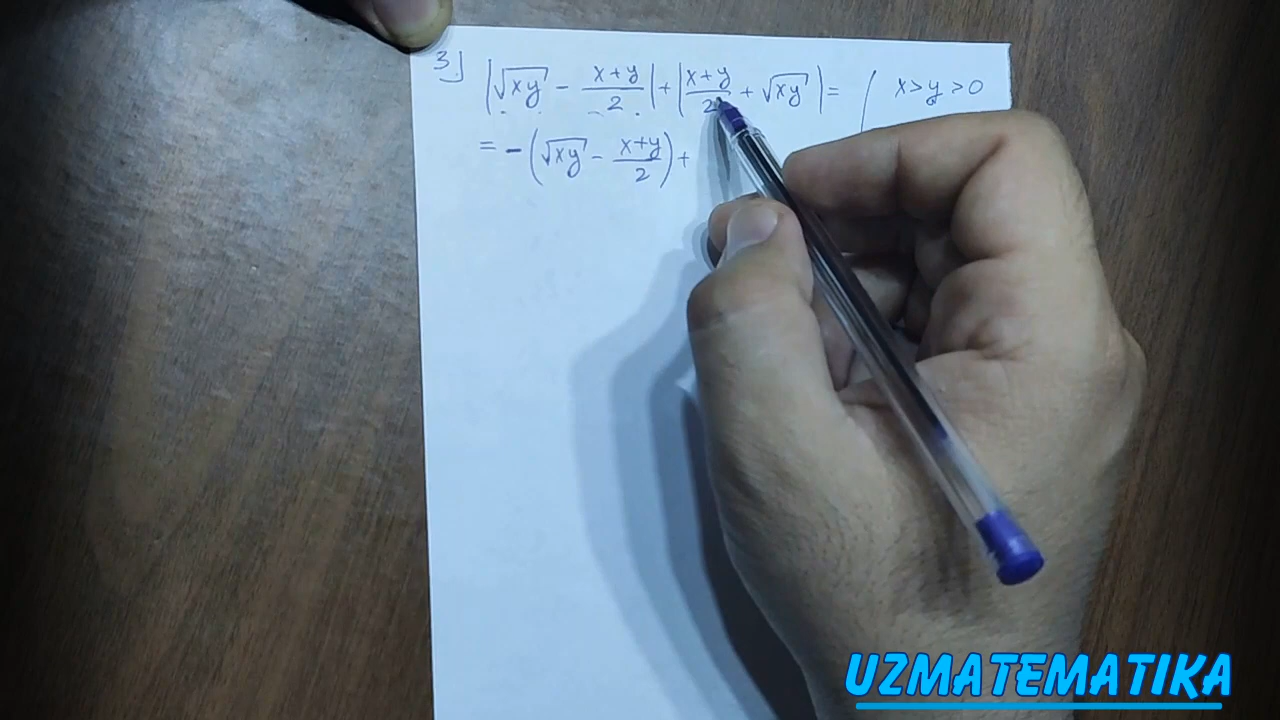 3.) |√xy - (x+y)/2| + |(x+y)/2 + √xy| = / x>y>0
= -(√xy - (x+y)/2) +
UZMATEMATIKA